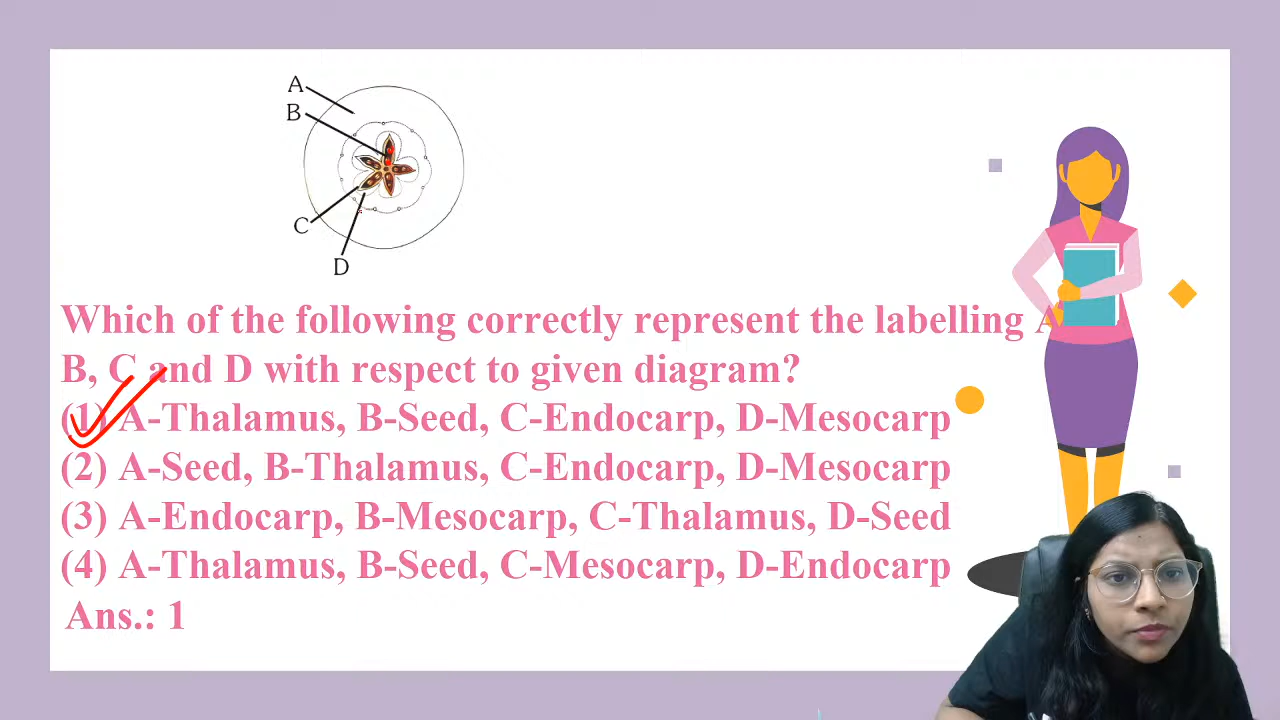 A
B
C
D
Which of the following correctly represent the labelling A
B, C and D with respect to given diagram?
(1) A-Thalamus, B-Seed, C-Endocarp, D-Mesocarp
(2) A-Seed, B-Thalamus, C-Endocarp, D-Mesocarp
(3) A-Endocarp, B-Mesocarp, C-Thalamus, D-Seed
(4) A-Thalamus, B-Seed, C-Mesocarp, D-Endocarp
Ans.: 1